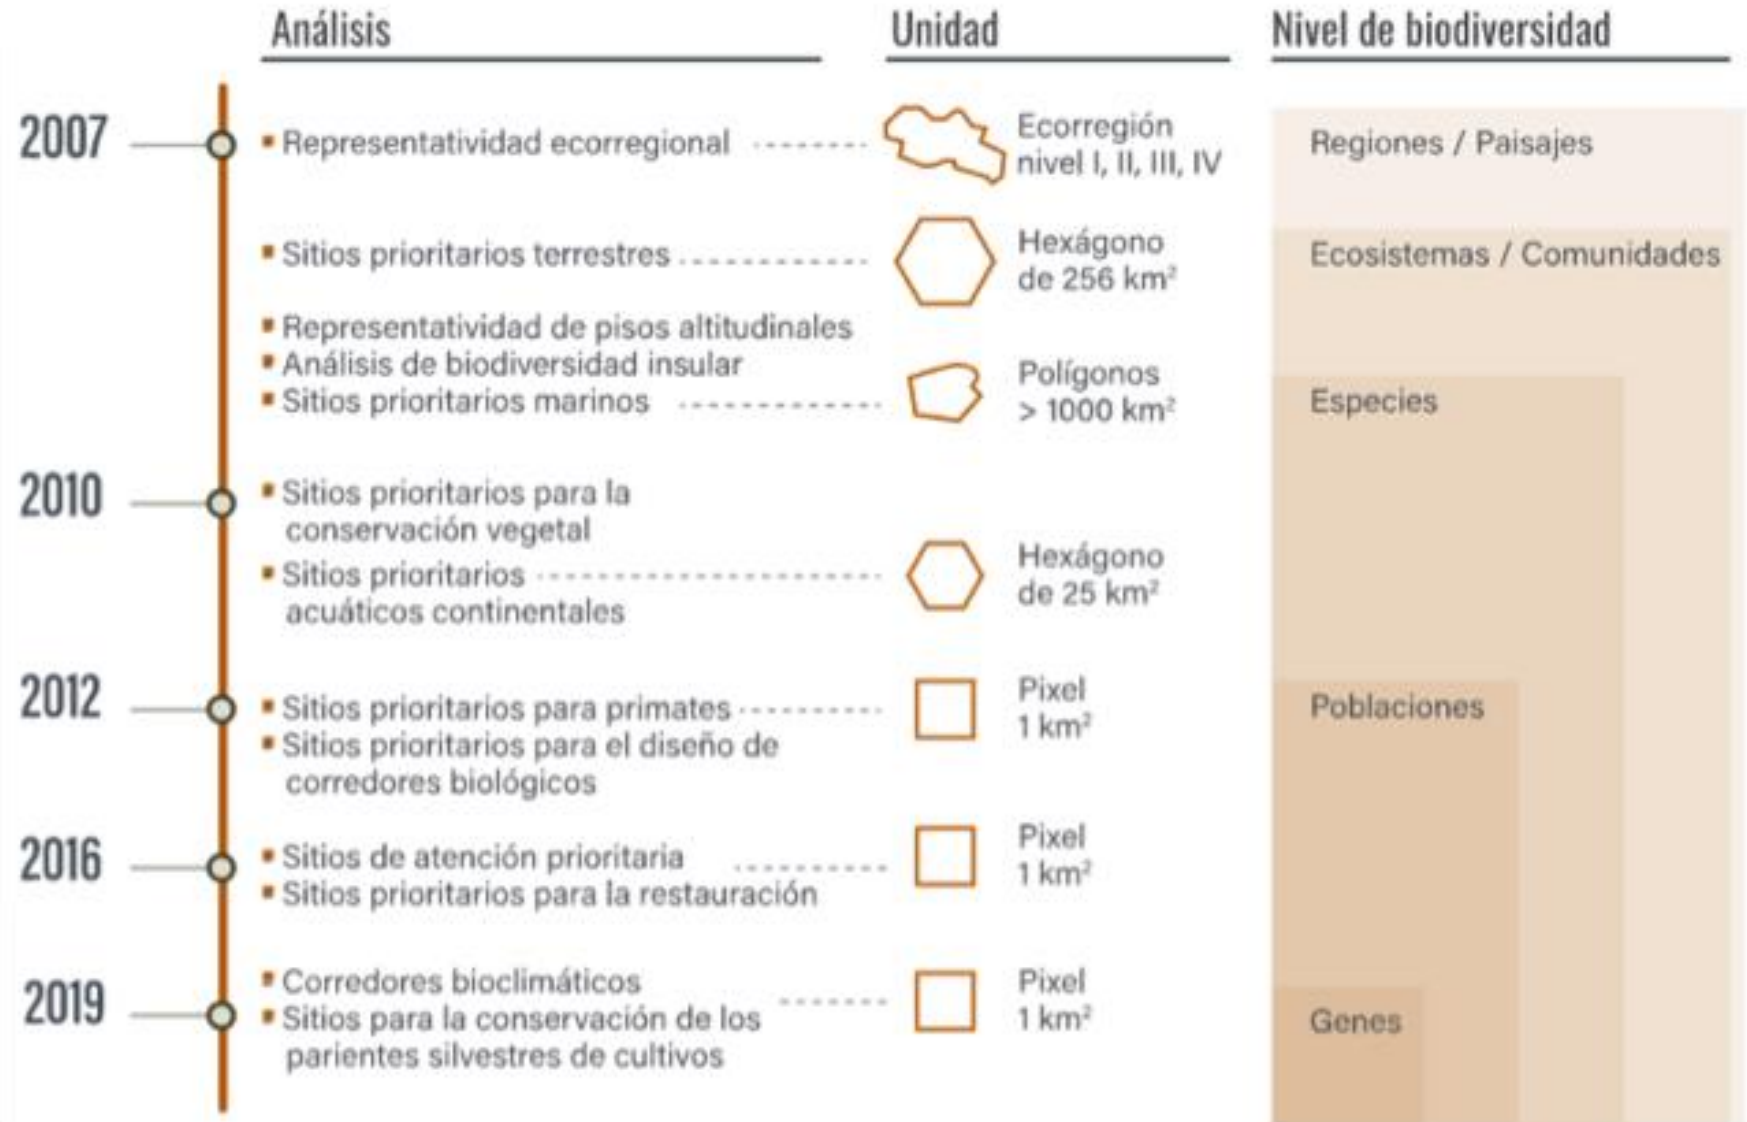 Análisis
Unidad
Nivel de biodiversidad
2007
Representatividad ecorregional
Ecorregión
nivel I, II, III, IV
Regiones / Paisajes
Sitios prioritarios terrestres
Hexágono
de 256 km²
Ecosistemas / Comunidades
Representatividad de pisos altitudinales
Análisis de biodiversidad insular
Sitios prioritarios marinos
Polígonos
> 1000 km²
Especies
2010
Sitios prioritarios para la
conservación vegetal
Sitios prioritarios
acuáticos continentales
Hexágono
de 25 km²
2012
Sitios prioritarios para primates
Sitios prioritarios para el diseño de
corredores biológicos
Pixel
1 km²
Poblaciones
2016
Sitios de atención prioritaria
Sitios prioritarios para la restauración
Pixel
1 km²
2019
Corredores bioclimáticos
Sitios para la conservación de los
parientes silvestres de cultivos
Pixel
1 km²
Genes